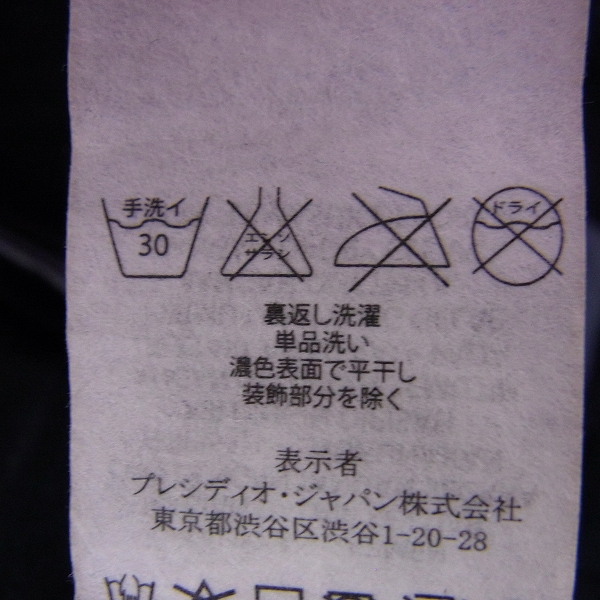 手洗イ
30
エンソ
サラシ
ドライ
裏返し洗濯
単品洗い
濃色表面で平干し
装飾部分を除く
表示者
プレシディオ・ジャパン株式会社
東京都渋谷区渋谷1-20-28